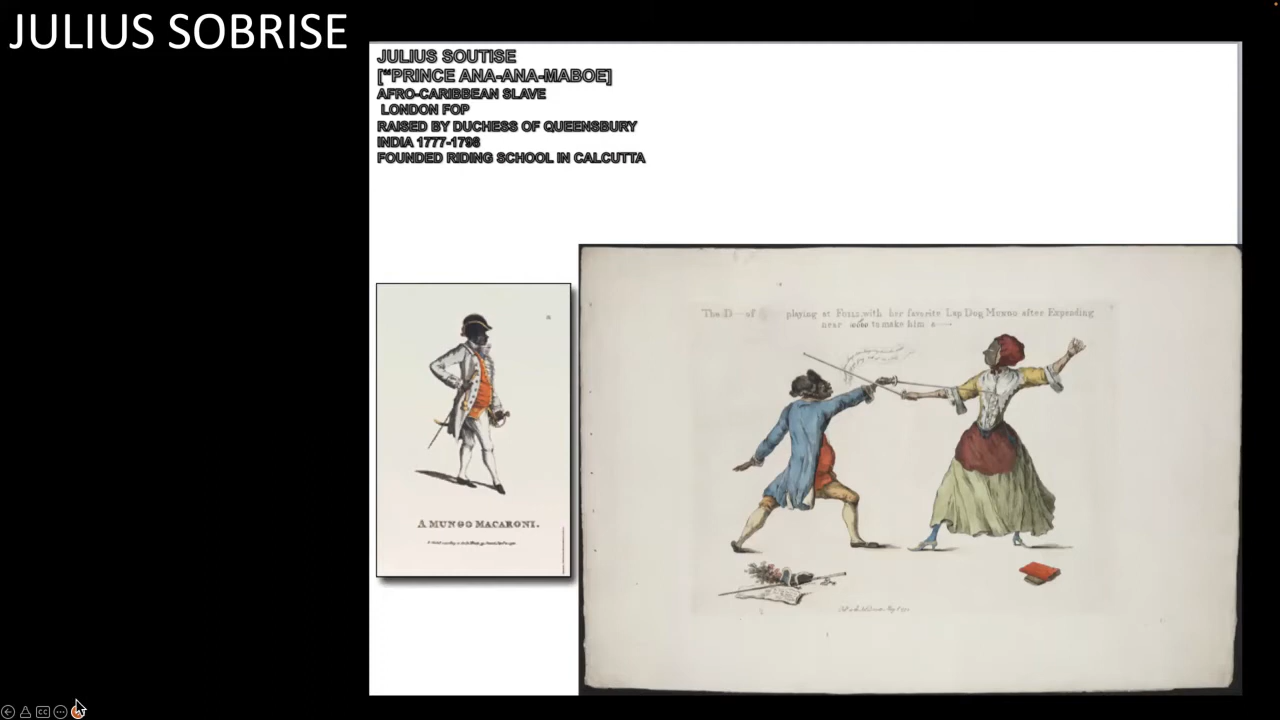 JULIUS SOBRISE
JULIUS SOUTISE
[“PRINCE ANA-ANA-MABOE]
AFRO-CARIBBEAN SLAVE
LONDON FOP
RAISED BY DUCHESS OF QUEENSBURY
INDIA 1777-1798
FOUNDED RIDING SCHOOL IN CALCUTTA
The D— of playing at Foils with her favorite Lap Dog Mungo after Expending
near to make him a—
A MUNGO MACARONI.
CC